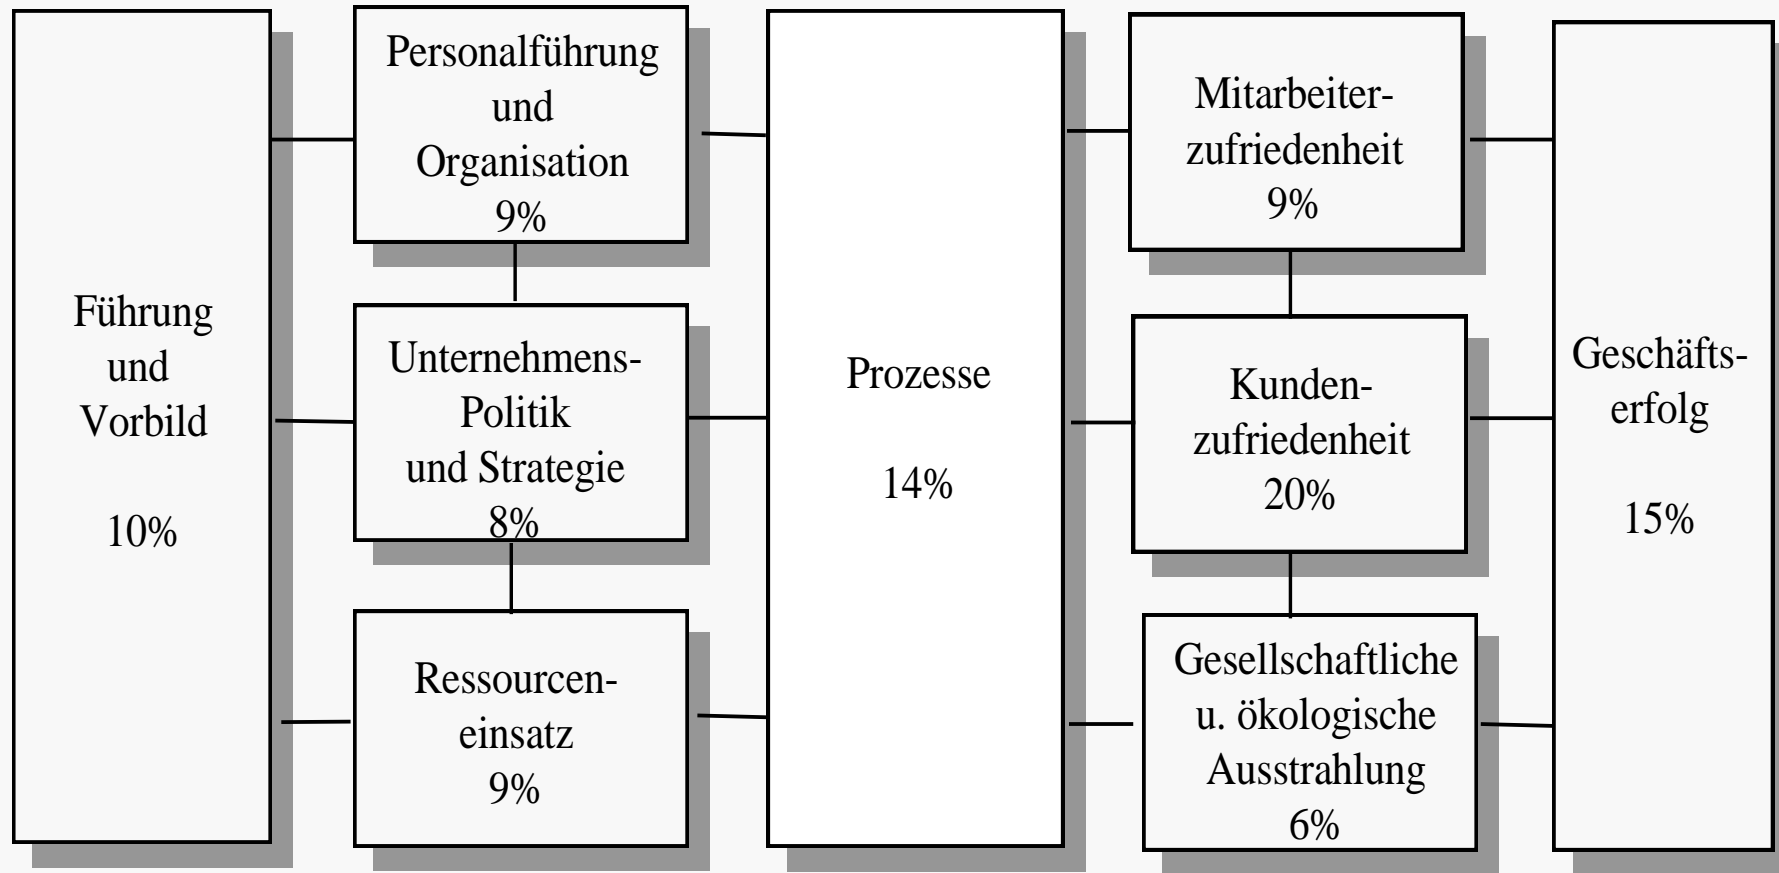 Führung
und
Vorbild
10%
Personalführung
und
Organisation
9%
Unternehmens-
Politik
und Strategie
8%
Ressourcen-
einsatz
9%
Prozesse
14%
Mitarbeiter-
zufriedenheit
9%
Kunden-
zufriedenheit
20%
Gesellschaftliche
u. ökologische
Ausstrahlung
6%
Geschäfts-
erfolg
15%